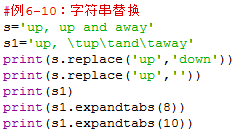 #例6-10：字符串替换
s='up, up and away'
s1='up, \tup\tand\taway'
print(s.replace('up','down'))
print(s.replace('up',''))
print(s1)
print(s1.expandtabs(8))
print(s1.expandtabs(10))